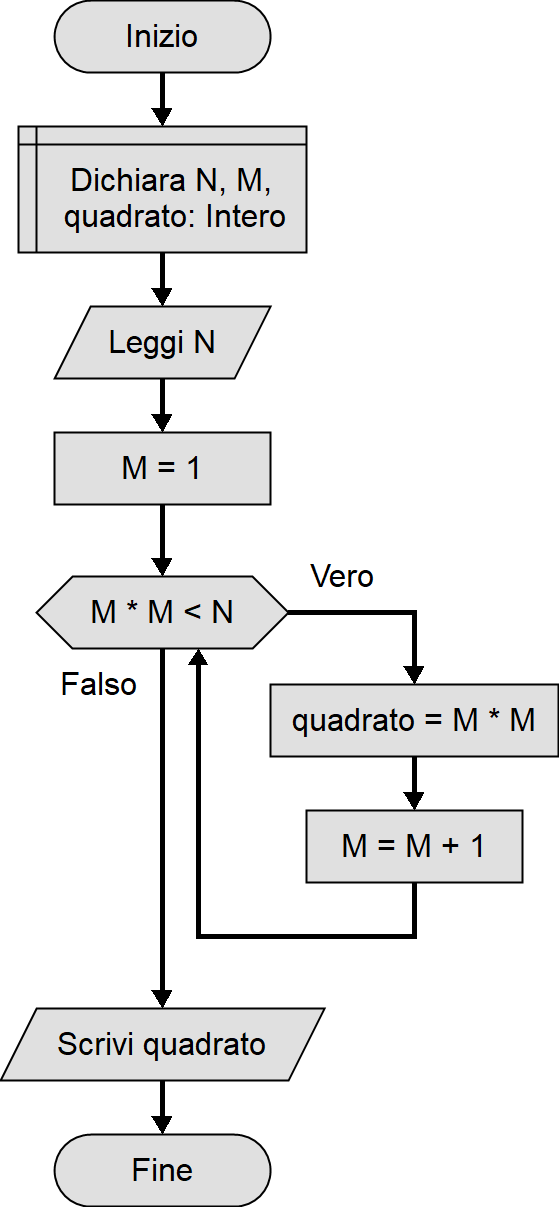 Inizio
Dichiara N, M,
quadrato: Intero
Leggi N
M = 1
M * M < N
Vero
Falso
quadrato = M * M
M = M + 1
Scrivi quadrato
Fine